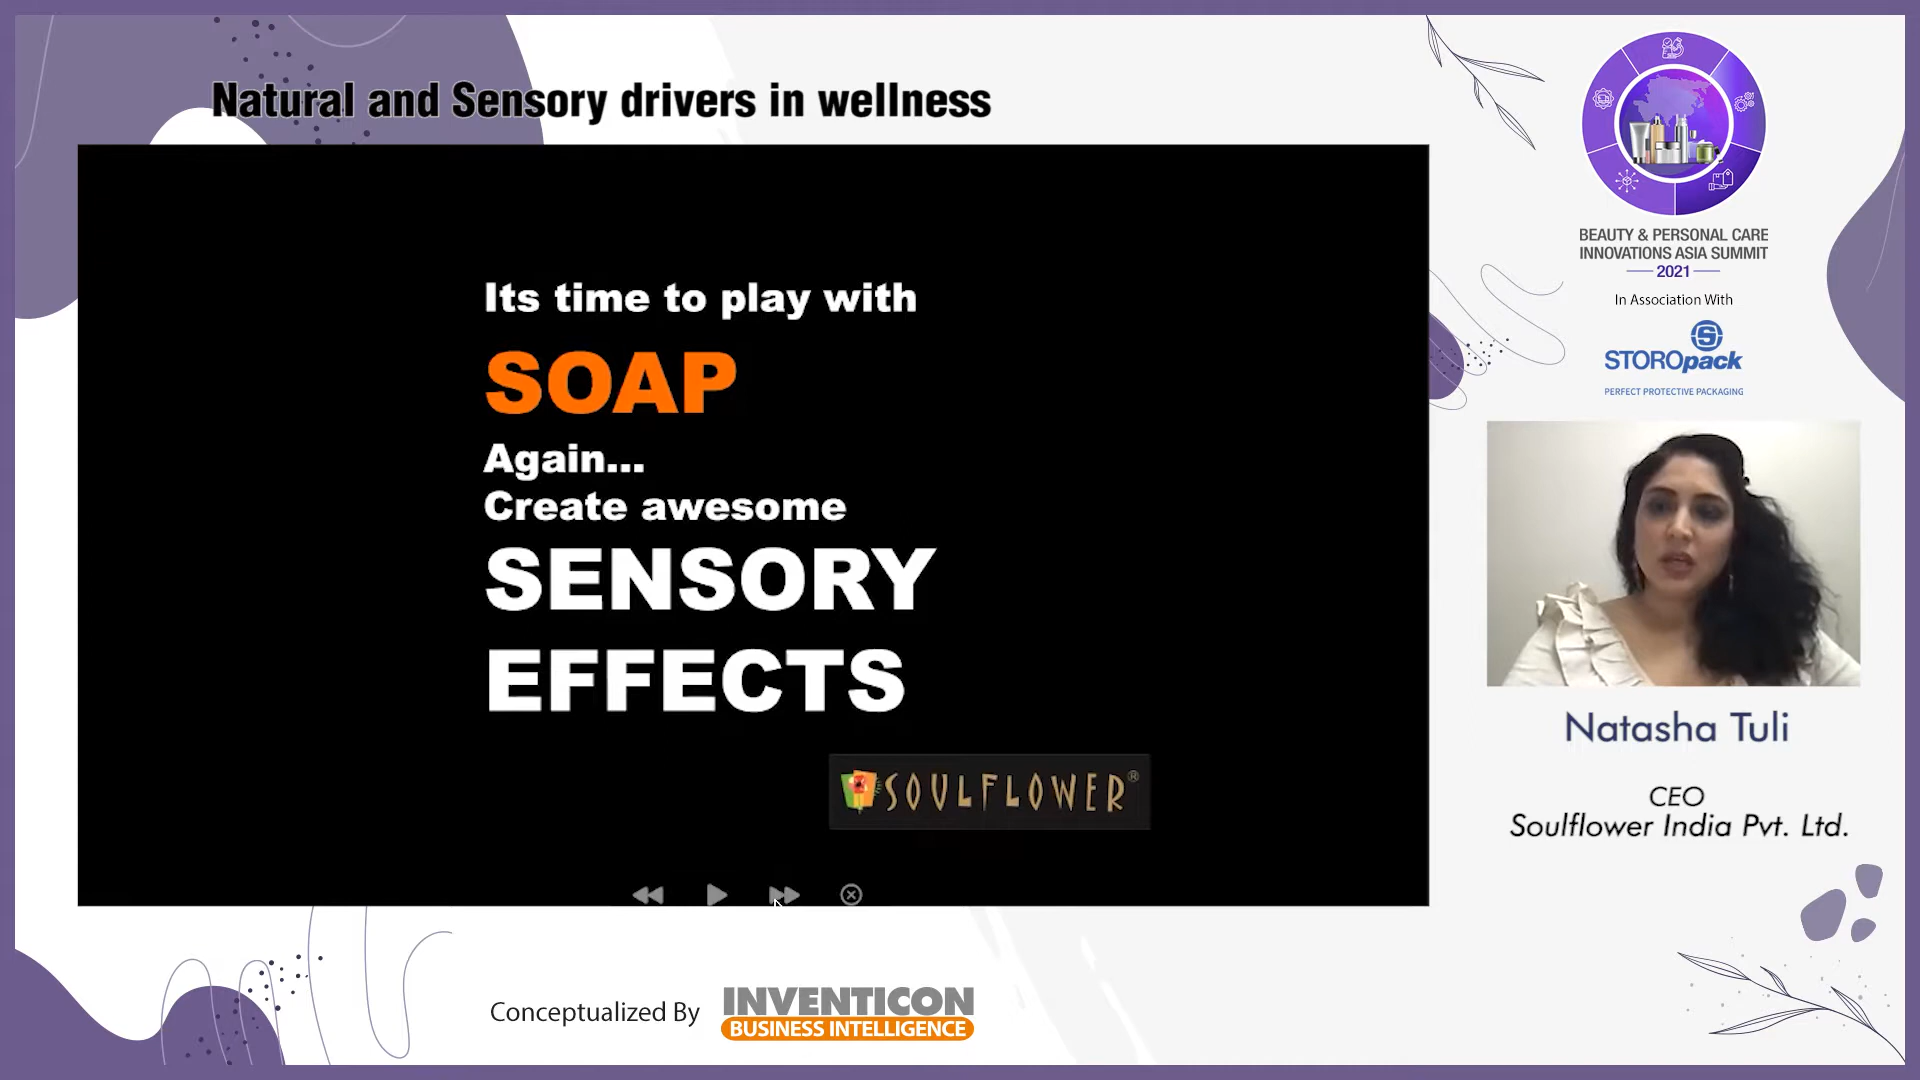 Natural and Sensory drivers in wellness
Its time to play with
SOAP
Again...
Create awesome
SENSORY
EFFECTS
SOULFLOWER®
BEAUTY & PERSONAL CARE
INNOVATIONS ASIA SUMMIT
2021
In Association With
S
STOROpack
PERFECT PROTECTIVE PACKAGING
Natasha Tuli
CEO
Soulflower India Pvt. Ltd.
Conceptualized By
INVENTICON
BUSINESS INTELLIGENCE